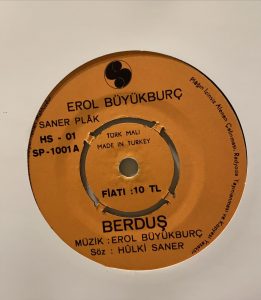 EROL BÜYÜKBURÇ
SANER PLÂK
HS - 01
SP-1001A
TÜRK MALI
MADE IN TURKEY
FİATI :10 TL
BERDUŞ
MÜZİK : EROL BÜYÜKBURÇ
Söz : HÜLKİ SANER